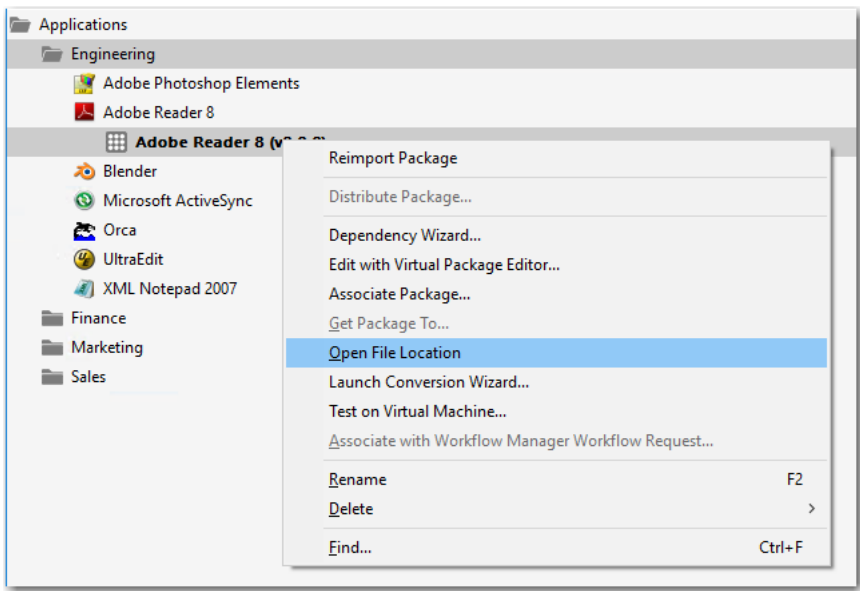 Applications
Engineering
Adobe Photoshop Elements
Adobe Reader 8
Adobe Reader 8
Reimport Package
Distribute Package...
Dependency Wizard...
Edit with Virtual Package Editor...
Associate Package...
Get Package To...
Open File Location
Launch Conversion Wizard...
Test on Virtual Machine...
Associate with Workflow Manager Workflow Request...
Rename F2
Delete
Find... Ctrl+F
Blender
Microsoft ActiveSync
Orca
UltraEdit
XML Notepad 2007
Finance
Marketing
Sales